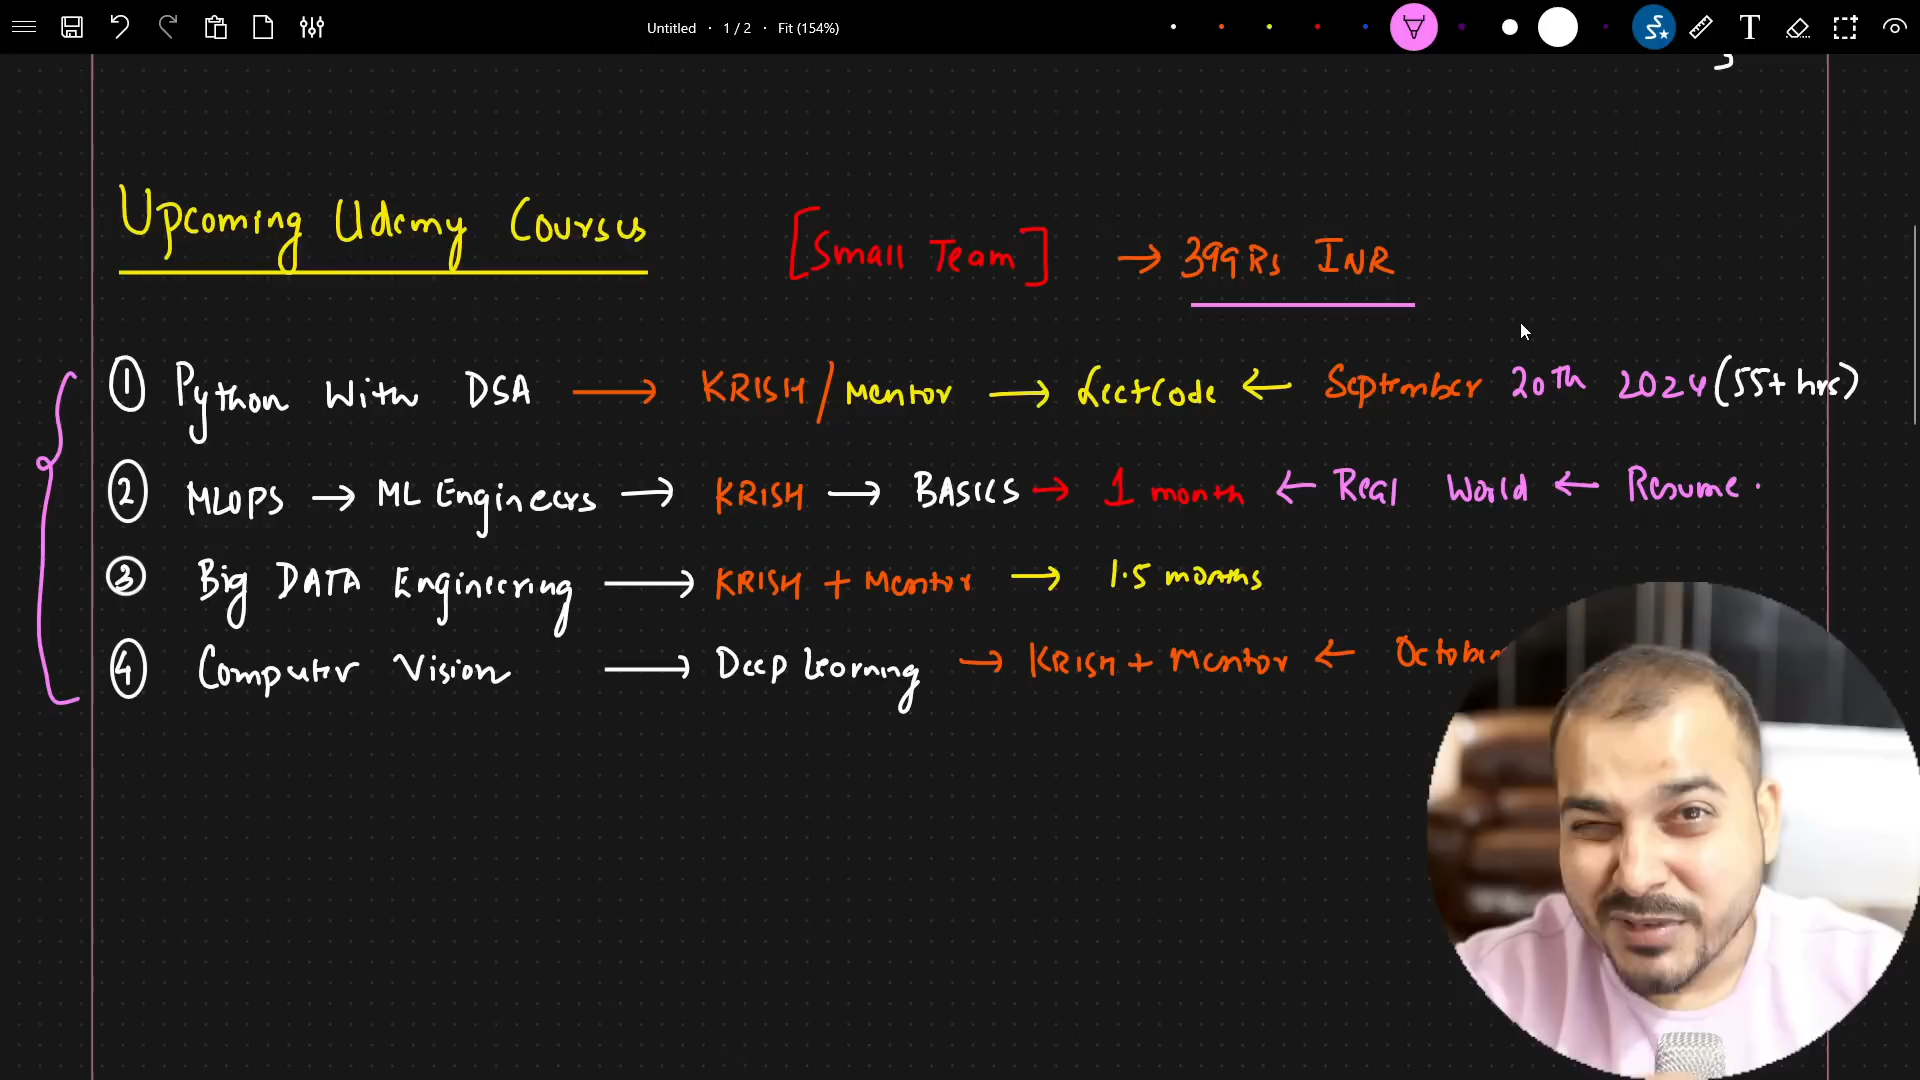 Untitled · 1 / 2 · Fit (154%)
Upcoming Udemy Courses [Small Team] → 399 Rs INR
① Python With DSA → KRISH / Mentor → LeetCode ← September 20th 2024 (55+ hrs)
② MLOPS → ML Engineers → KRISH → BASICS → 1 month ← Real World ← Resume.
③ Big DATA Engineering → KRISH + Mentor → 1.5 months
④ Computer Vision → Deep Learning → KRISH + Mentor ←